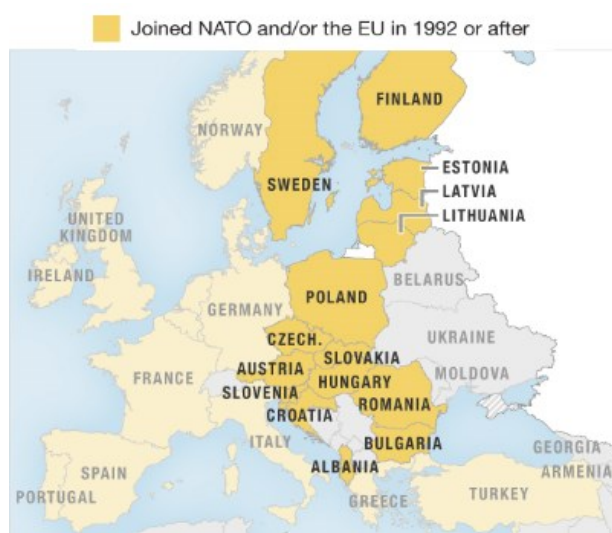 Joined NATO and/or the EU in 1992 or after
FINLAND
NORWAY
ESTONIA
SWEDEN
LATVIA
LITHUANIA
UNITED
KINGDOM
IRELAND
BELARUS
POLAND
GERMANY
CZECH.
UKRAINE
SLOVAKIA
AUSTRIA
MOLDOVA
FRANCE
HUNGARY
SLOVENIA
ROMANIA
CROATIA
ITALY
BULGARIA
GEORGIA
SPAIN
ALBANIA
ARMENIA
PORTUGAL
GREECE
TURKEY